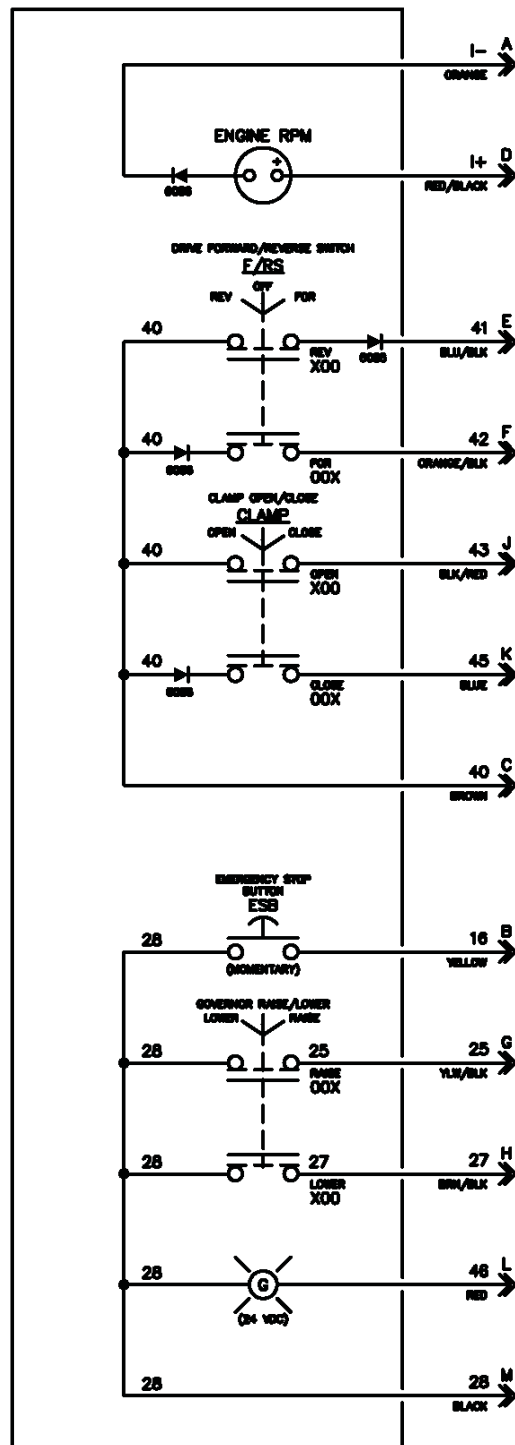 I- A
ORANGE
ENGINE RPM
+
I+ D
RED/BLACK
6086
DRIVE FORWARD/REVERSE SWITCH
F/RS
OFF
REV FOR
40 41 E
REV BLU/BLK
X00 6086
40 42 F
6086 FOR ORANGE/BLK
00X
CLAMP OPEN/CLOSE
CLAMP
OPEN CLOSE
40 43 J
OPEN BLK/RED
X00
40 45 K
6086 CLOSE BLUE
00X
40 C
BROWN
EMERGENCY STOP
BUTTON
ESB
28 16 B
(MOMENTARY) YELLOW
GOVERNOR RAISE/LOWER
LOWER RAISE
28 25 25 G
RAISE YLW/BLK
00X
28 27 27 H
LOWER BRN/BLK
X00
28 G 46 L
(24 VDC) RED
28 28 M
BLACK